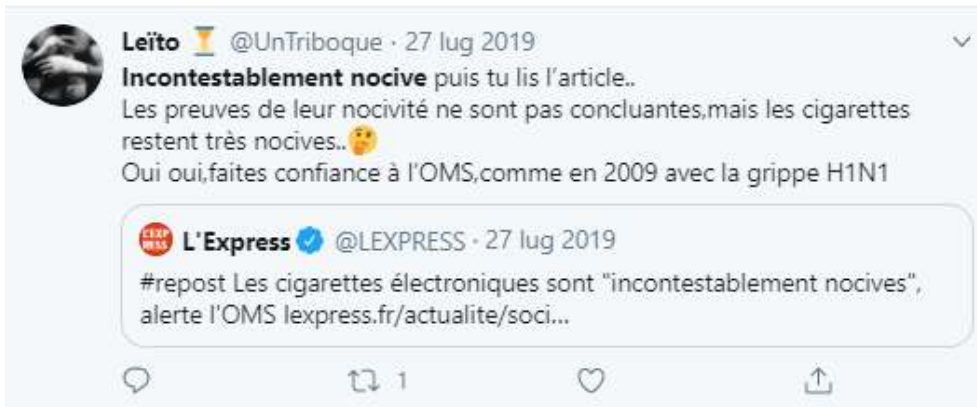 Leïto ⏳ @UnTriboque · 27 lug 2019
Incontestablement nocive puis tu lis l'article..
Les preuves de leur nocivité ne sont pas concluantes,mais les cigarettes
restent très nocives..🤔
Oui oui,faites confiance à l'OMS,comme en 2009 avec la grippe H1N1
L'EXPRESS L'Express @LEXPRESS · 27 lug 2019
#repost Les cigarettes électroniques sont "incontestablement nocives",
alerte l'OMS lexpress.fr/actualite/soci...
1